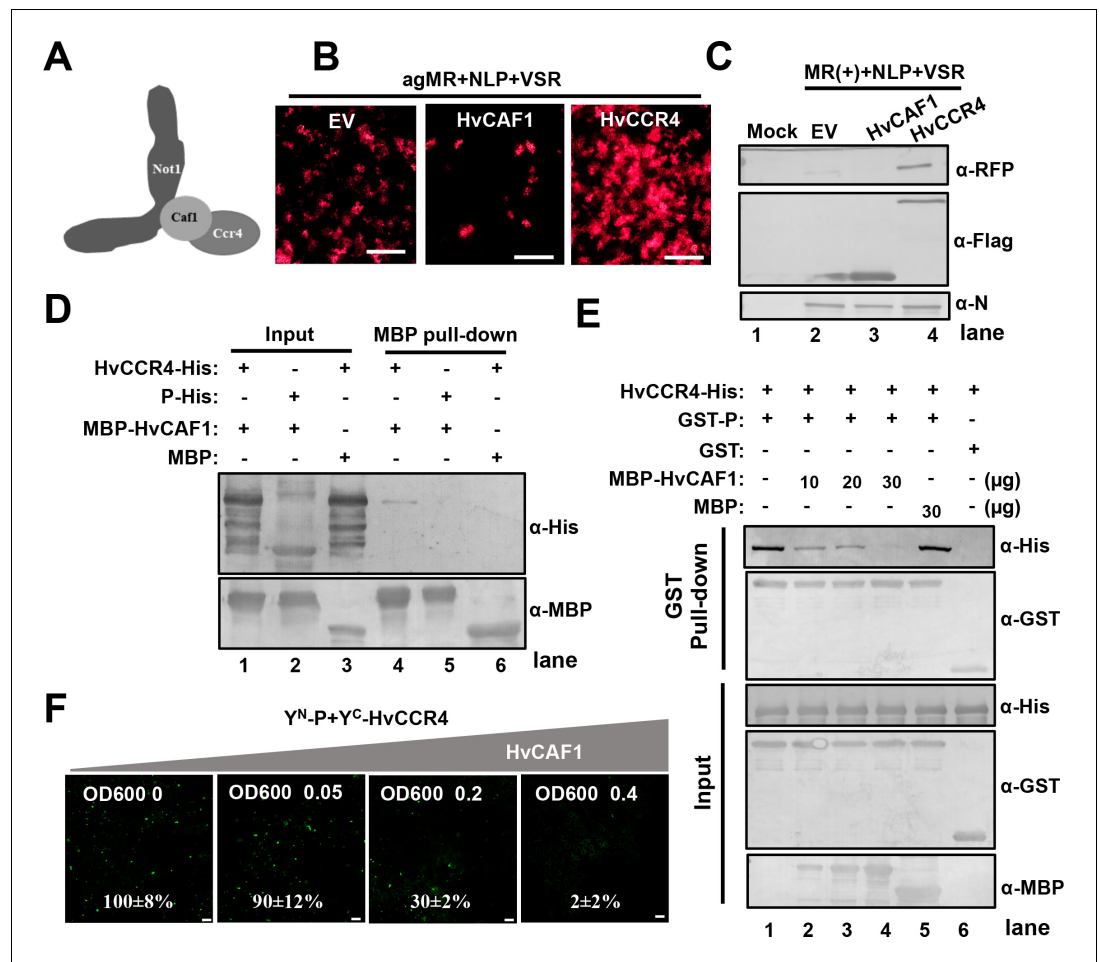 A
Not1
Caf1
Ccr4
B
agMR+NLP+VSR
EV
HvCAF1
HvCCR4
C
MR(+)+NLP+VSR
Mock EV HvCAF1 HvCCR4
α-RFP
α-Flag
α-N
1 2 3 4 lane
D
Input MBP pull-down
HvCCR4-His: + - + + - +
P-His: - + - - + -
MBP-HvCAF1: + + - + + -
MBP: - - + - - +
α-His
α-MBP
1 2 3 4 5 6 lane
E
HvCCR4-His: + + + + + +
GST-P: + + + + + -
GST: - - - - - +
MBP-HvCAF1: - 10 20 30 - - (μg)
MBP: - - - - 30 - (μg)
GST
Pull-down
α-His
α-GST
Input
α-His
α-GST
α-MBP
1 2 3 4 5 6 lane
F
Yᴺ-P+Yᶜ-HvCCR4
HvCAF1
OD600 0
100±8%
OD600 0.05
90±12%
OD600 0.2
30±2%
OD600 0.4
2±2%